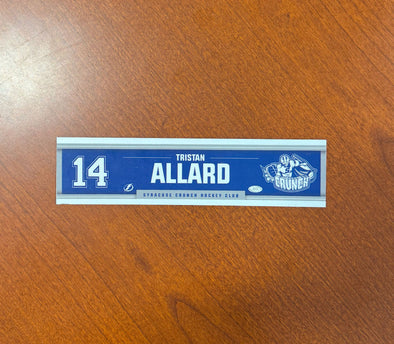 14
TRISTAN
ALLARD
CRUNCH
SYRACUSE CRUNCH HOCKEY CLUB